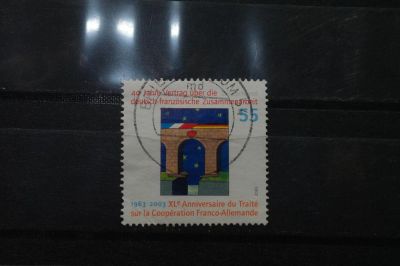 40 Jahre Vertrag über die
deutsch-französische Zusammenarbeit
55
1963 2003 XLe Anniversaire du Traité
sur la Coopération Franco-Allemande